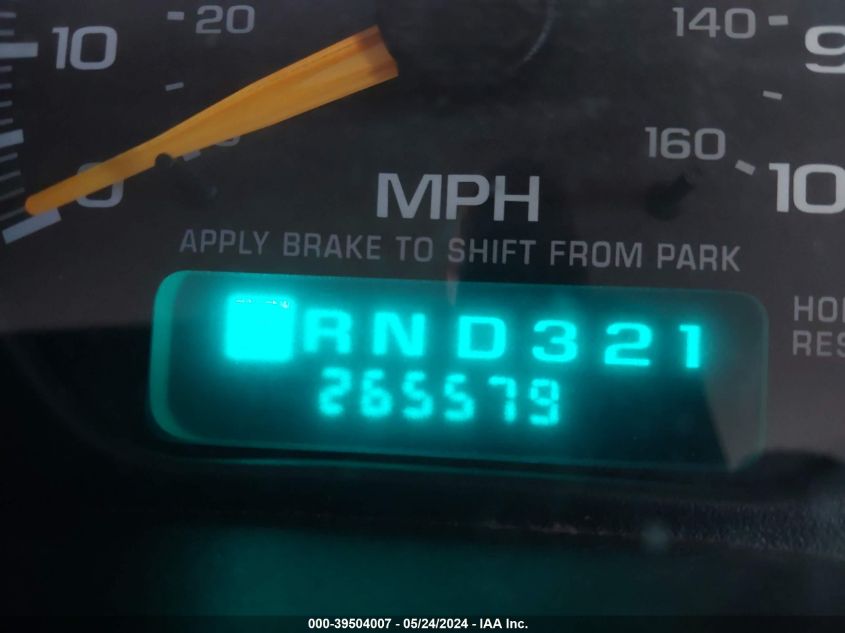 20
10
0
140
160
MPH
APPLY BRAKE TO SHIFT FROM PARK
RND321
265579
000-39504007 - 05/24/2024 - IAA Inc.